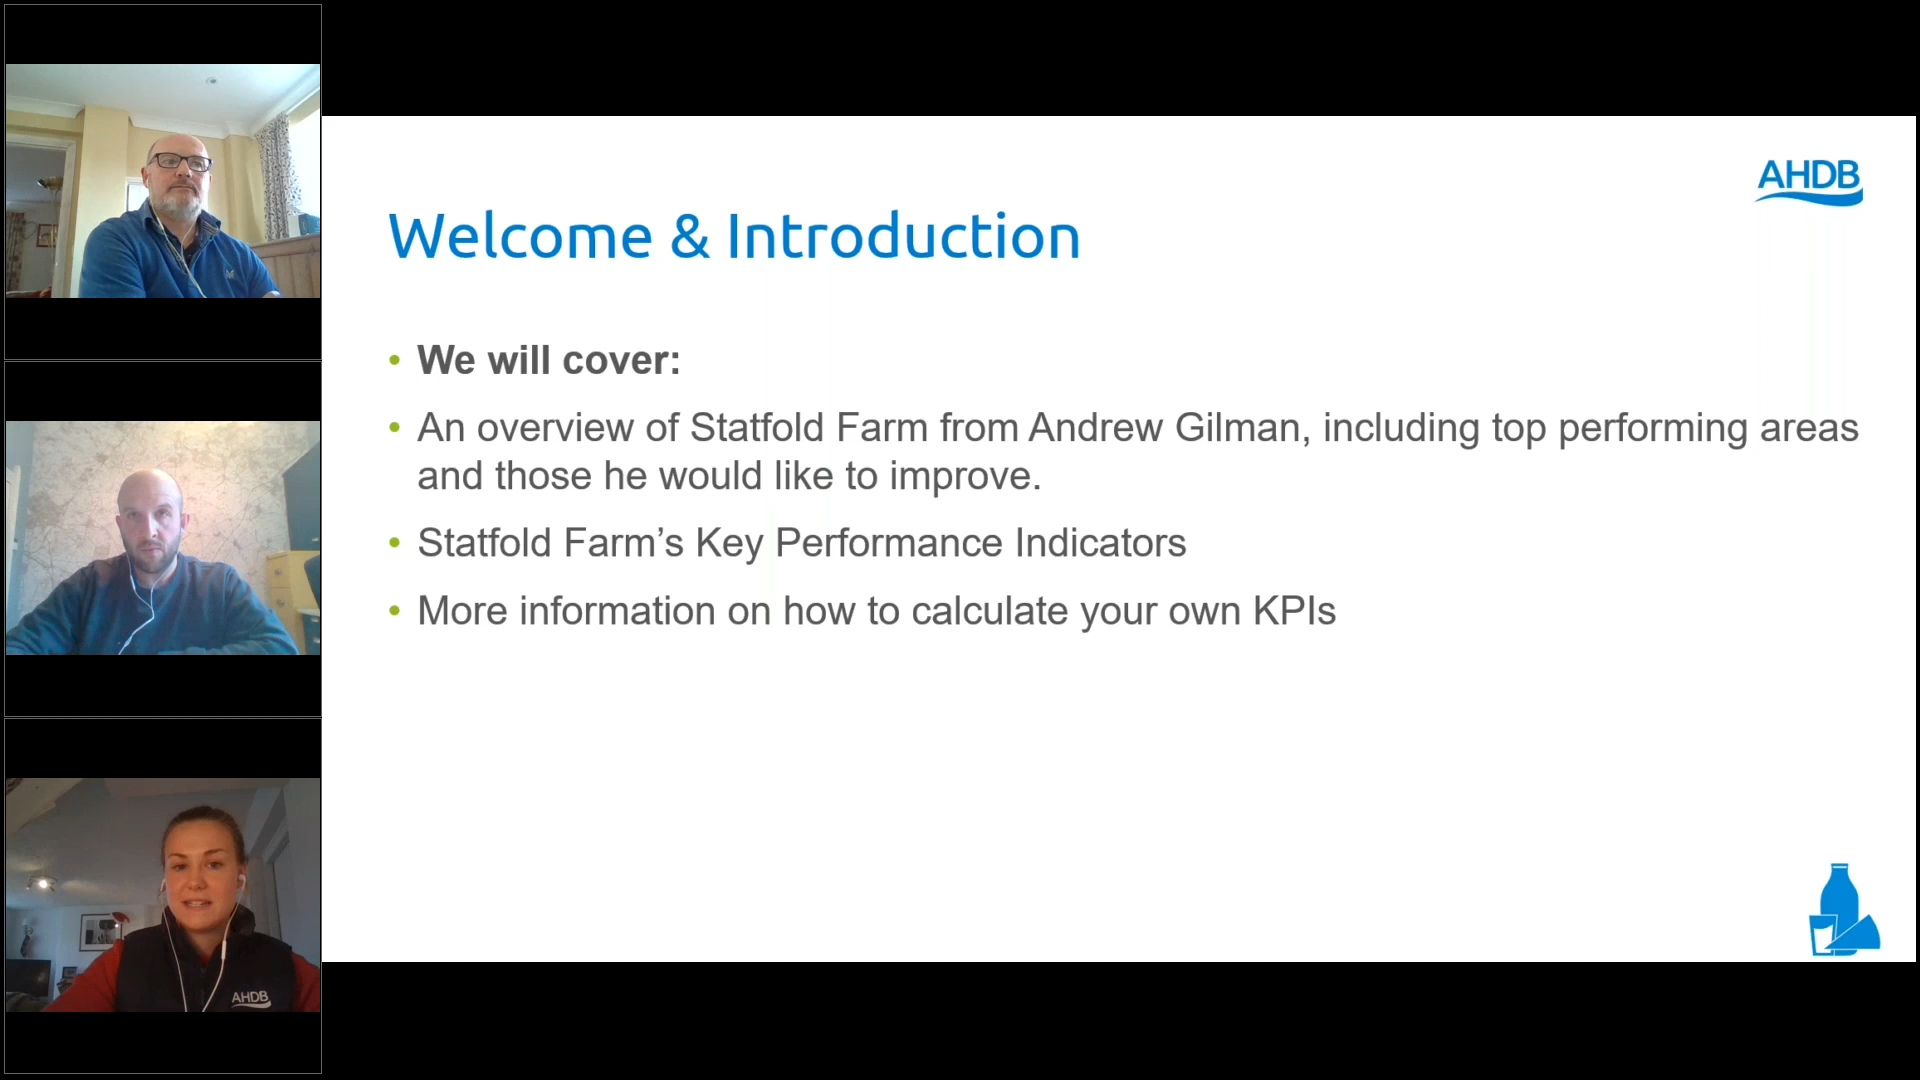 AHDB
Welcome & Introduction
• We will cover:
• An overview of Statfold Farm from Andrew Gilman, including top performing areas
and those he would like to improve.
• Statfold Farm’s Key Performance Indicators
• More information on how to calculate your own KPIs
AHDB